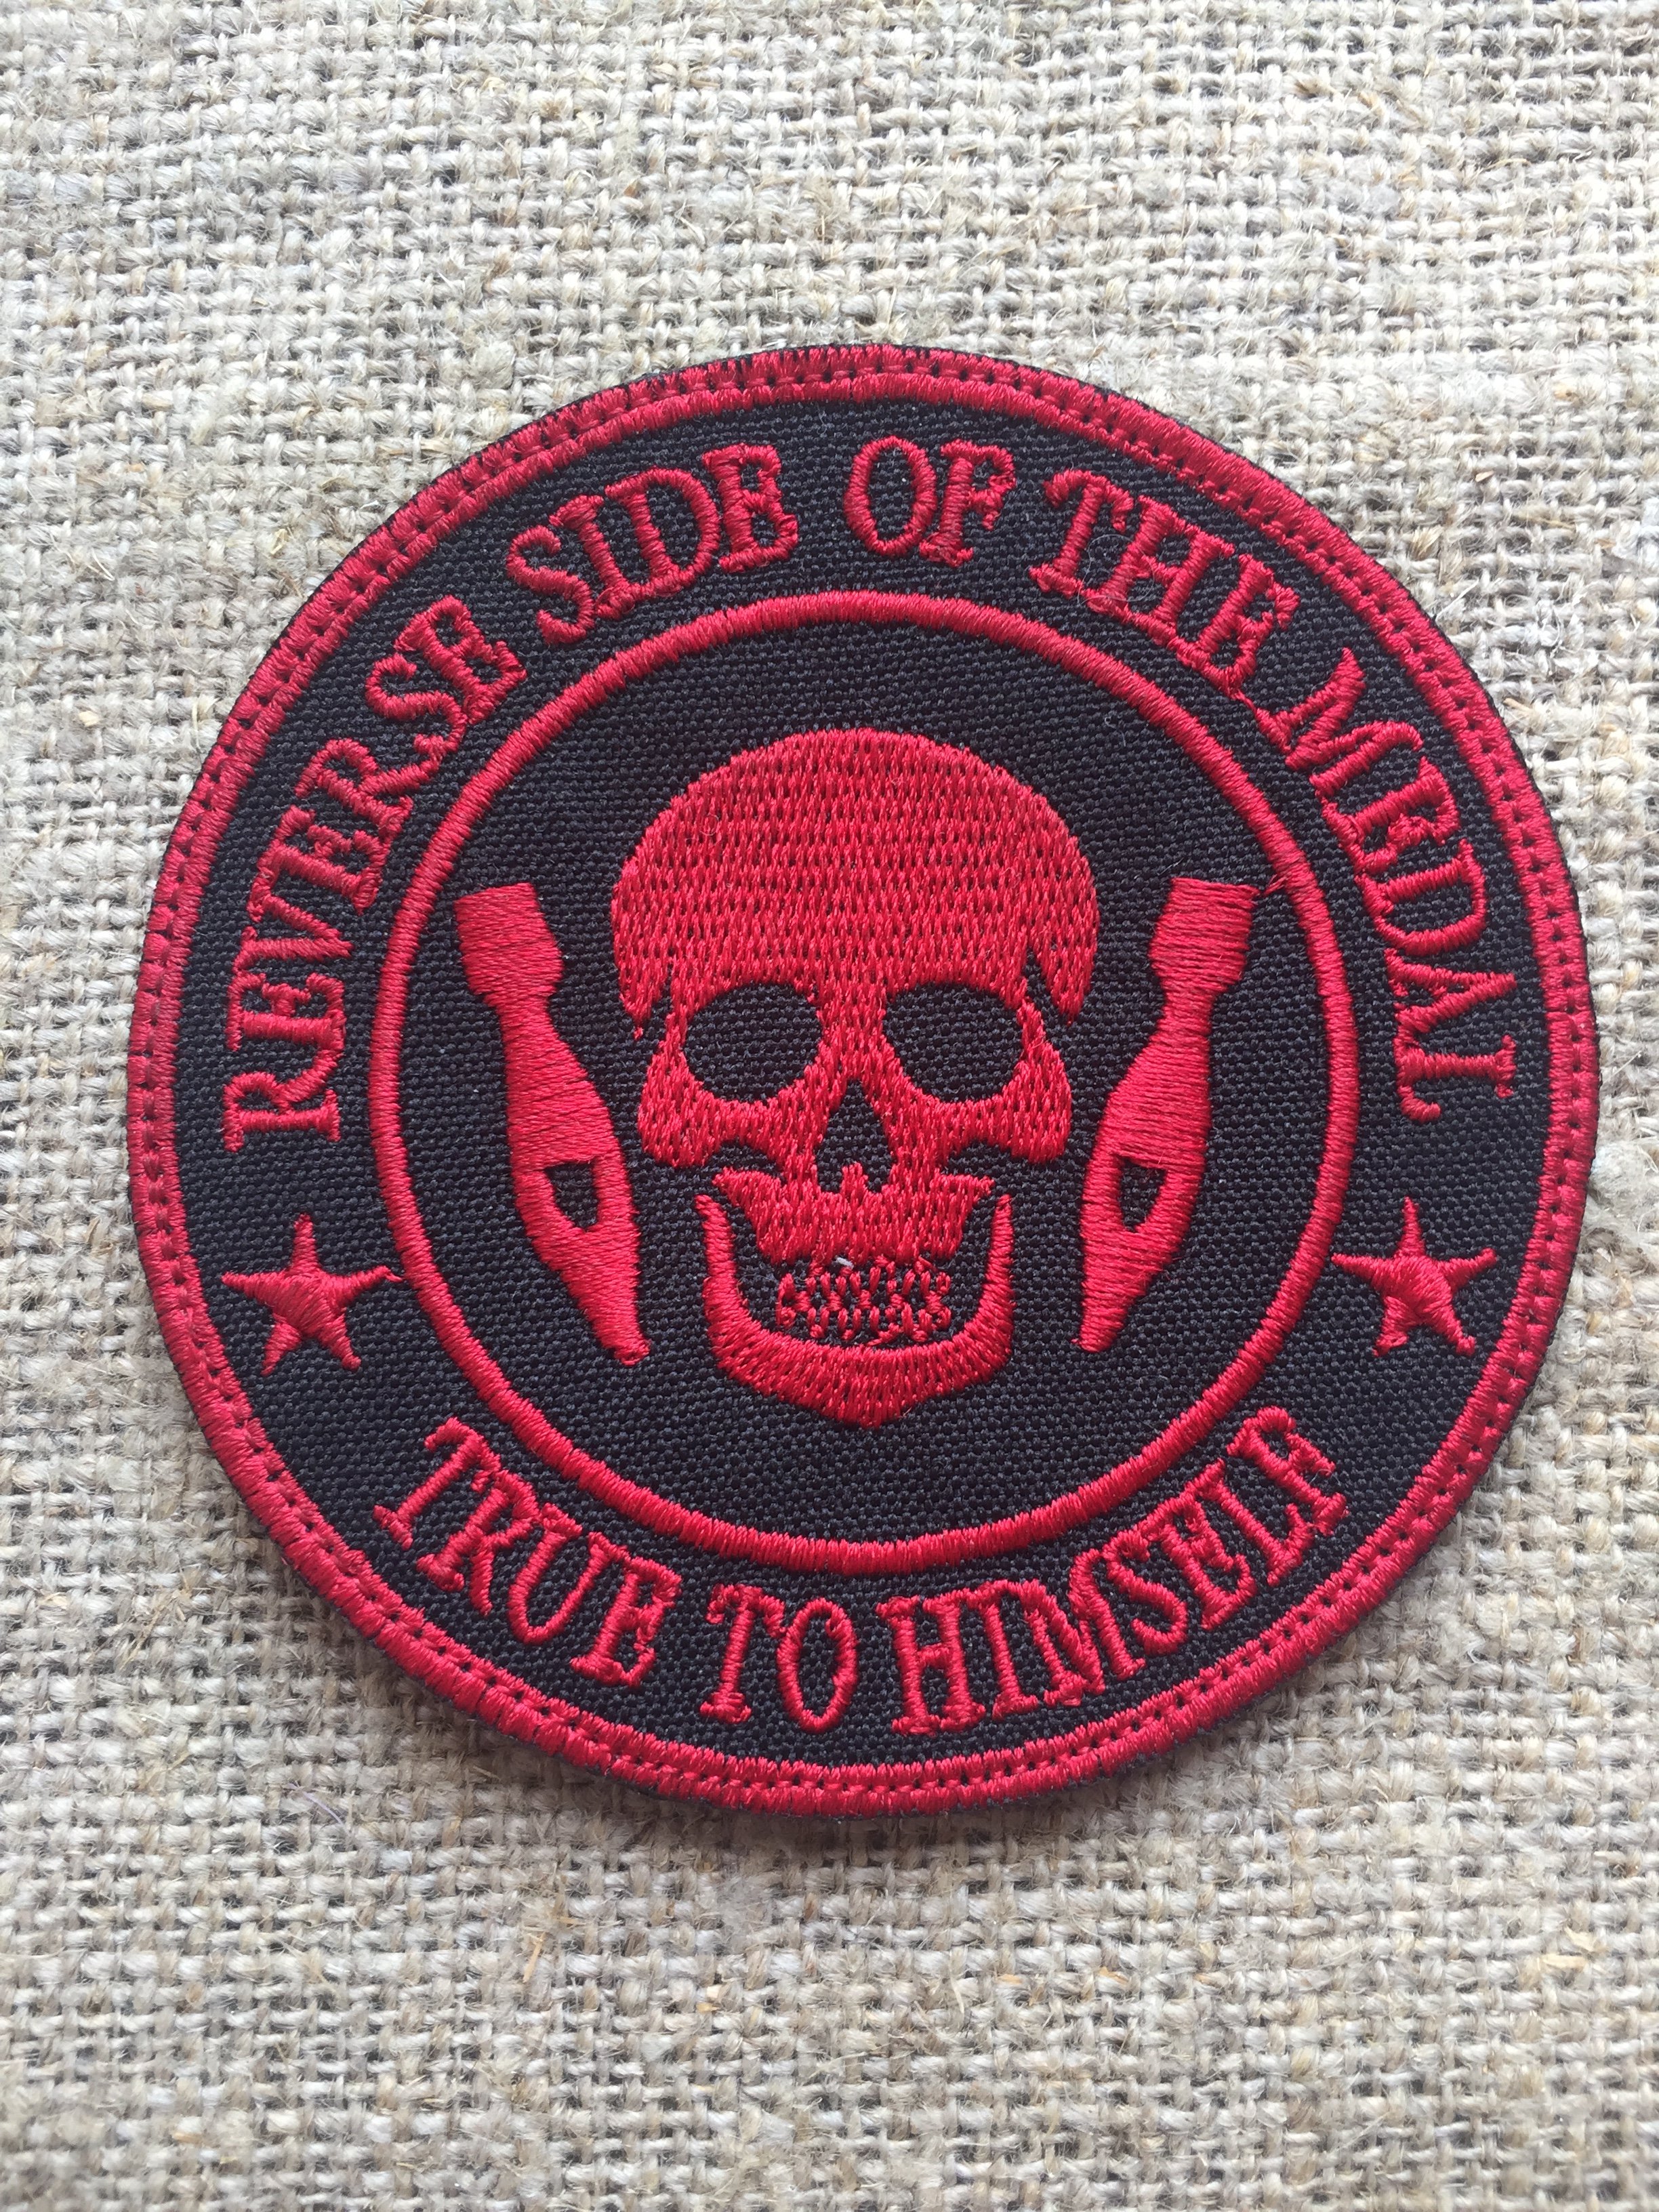 REVERSE SIDE OF THE MEDAL
TRUE TO HIMSELF